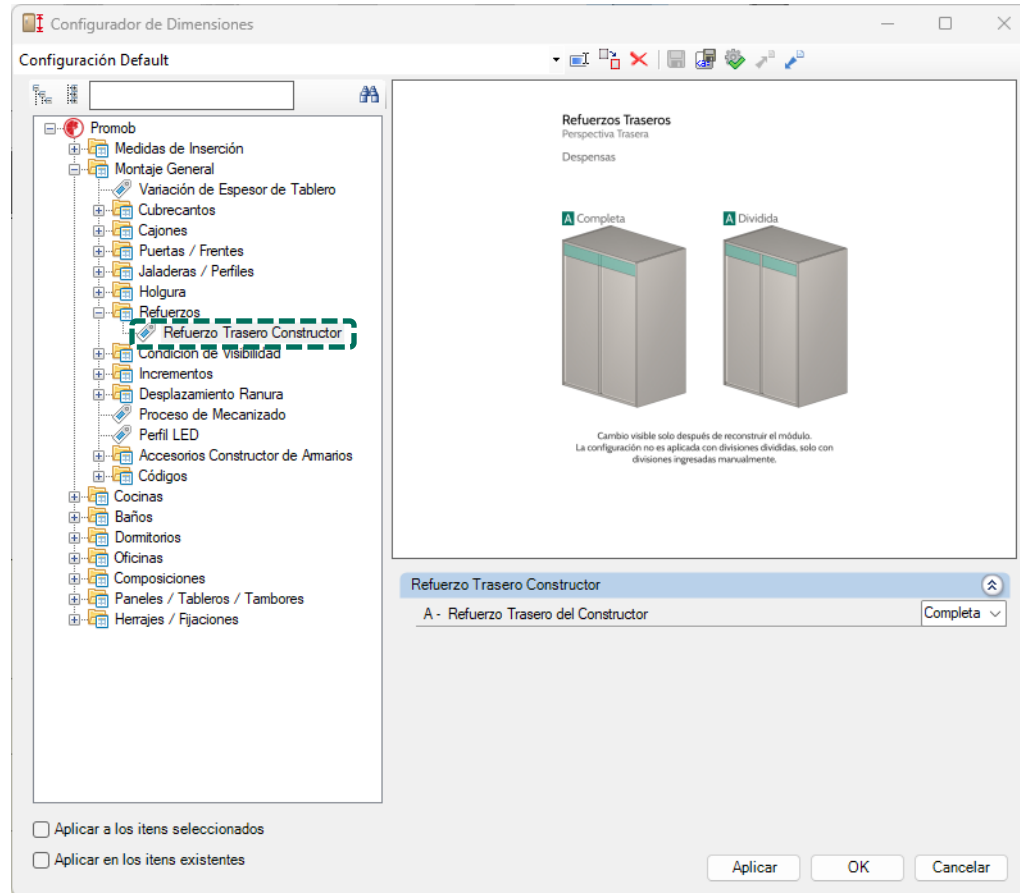 Configurador de Dimensiones
Configuración Default
Promob
Medidas de Inserción
Montaje General
Variación de Espesor de Tablero
Cubrecantos
Cajones
Puertas / Frentes
Jaladeras / Perfiles
Holgura
Refuerzos
Refuerzo Trasero Constructor
Condición de Visibilidad
Incrementos
Desplazamiento Ranura
Proceso de Mecanizado
Perfil LED
Accesorios Constructor de Armarios
Códigos
Cocinas
Baños
Dormitorios
Oficinas
Composiciones
Paneles / Tableros / Tambores
Herrajes / Fijaciones
Refuerzos Traseros
Perspectiva Trasera
Despensas
A Completa
A Dividida
Cambio visible solo después de reconstruir el módulo.
La configuración no es aplicada con divisiones divididas, solo con
divisiones ingresadas manualmente.
Refuerzo Trasero Constructor
A - Refuerzo Trasero del Constructor
Completa
Aplicar a los itens seleccionados
Aplicar en los itens existentes
Aplicar
OK
Cancelar